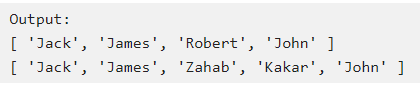 Output:
[ 'Jack', 'James', 'Robert', 'John' ]
[ 'Jack', 'James', 'Zahab', 'Kakar', 'John' ]